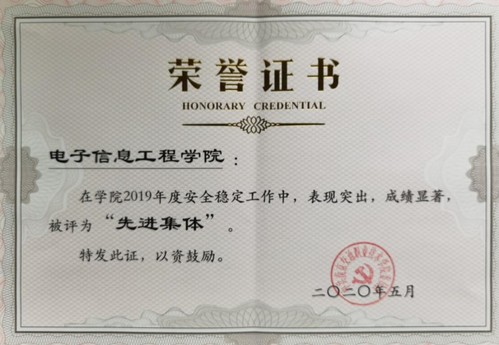 荣誉证书
HONORARY CREDENTIAL
电子信息工程学院：
在学院2019年度安全稳定工作中，表现突出，成绩显著，
被评为“先进集体”。
特发此证，以资鼓励。
二〇二〇年五月